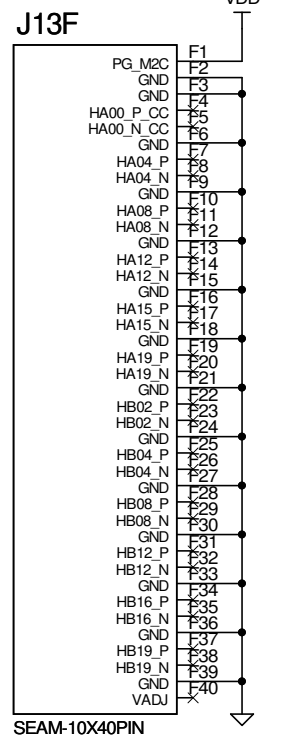 VDD
J13F
PG_M2C F1
GND F2
GND F3
HA00_P_CC F4
HA00_N_CC F5
GND F6
HA04_P F7
HA04_N F8
GND F9
HA08_P F10
HA08_N F11
GND F12
HA12_P F13
HA12_N F14
GND F15
HA15_P F16
HA15_N F17
GND F18
HA19_P F19
HA19_N F20
GND F21
HB02_P F22
HB02_N F23
GND F24
HB04_P F25
HB04_N F26
GND F27
HB08_P F28
HB08_N F29
GND F30
HB12_P F31
HB12_N F32
GND F33
HB16_P F34
HB16_N F35
GND F36
HB19_P F37
HB19_N F38
GND F39
VADJ F40
SEAM-10X40PIN